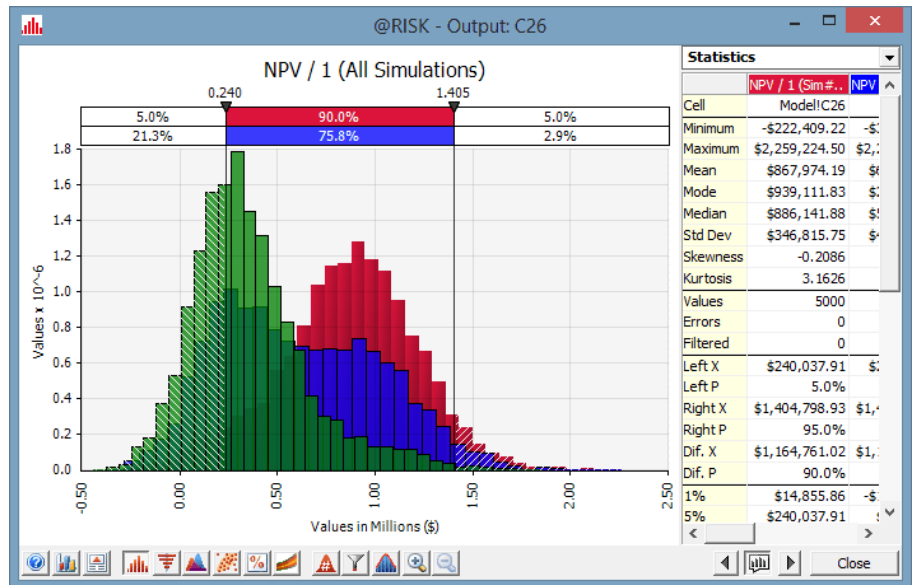 @RISK - Output: C26
NPV / 1 (All Simulations)
0.240 1.405
5.0% 90.0% 5.0%
21.3% 75.8% 2.9%
1.8
1.6
1.4
1.2
1.0
0.8
0.6
0.4
0.2
0.0
Values x 10^-6
-0.50 0.00 0.50 1.00 1.50 2.00 2.50
Values in Millions ($)
Statistics
NPV / 1 (Sim#.. NPV
Cell Model!C26
Minimum -$222,409.22
Maximum $2,259,224.50 $2,
Mean $867,974.19
Mode $939,111.83
Median $886,141.88
Std Dev $346,815.75
Skewness -0.2086
Kurtosis 3.1626
Values 5000
Errors 0
Filtered 0
Left X $240,037.91
Left P 5.0%
Right X $1,404,798.93 $1,
Right P 95.0%
Dif. X $1,164,761.02 $1,
Dif. P 90.0%
1% $14,855.86
5% $240,037.91
Close